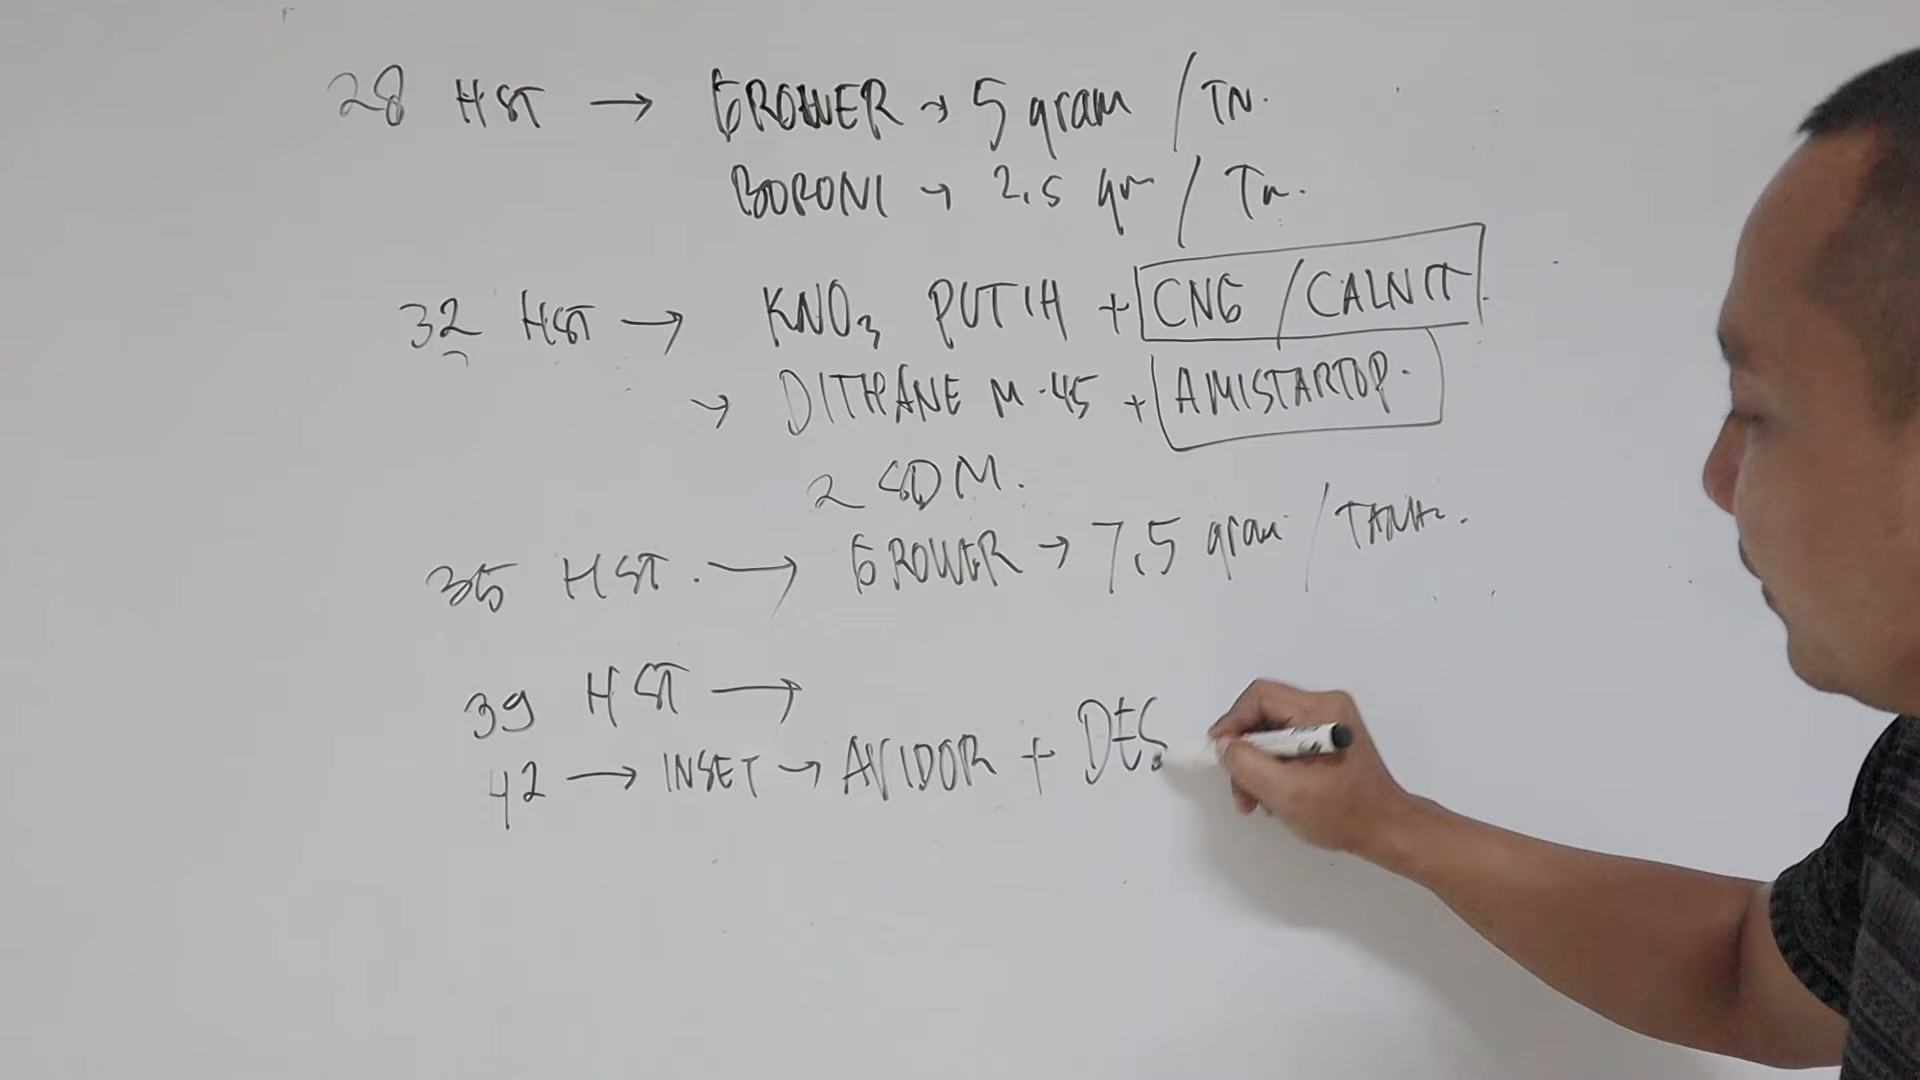 28 HST → GROWER → 5 gram / TN.
BORONI → 2.5 gr / Tn.
32 HST → KNO3 PUTIH + CNG / CALNIT.
→ DITHANE M-45 + AMISTARTOP.
2 SDM.
35 HST. → GROWER → 7.5 gram / TANA
39 HST →
42 → INSET → AVIDOR + DES